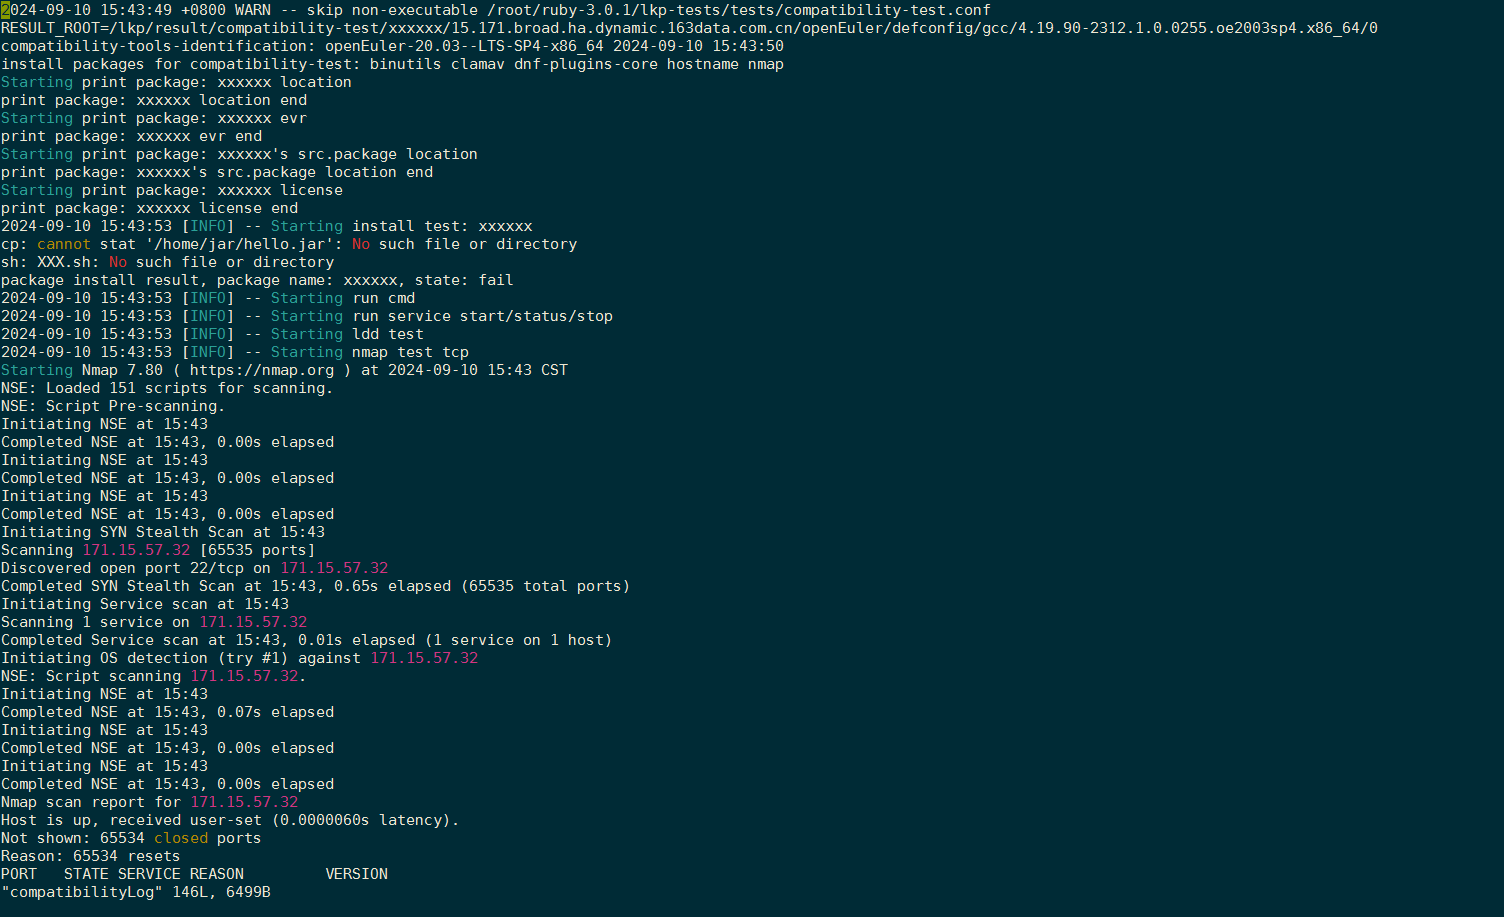 2024-09-10 15:43:49 +0800 WARN -- skip non-executable /root/ruby-3.0.1/lkp-tests/tests/compatibility-test.conf
RESULT_ROOT=/lkp/result/compatibility-test/xxxxxx/15.171.broad.ha.dynamic.163data.com.cn/openEuler/defconfig/gcc/4.19.90-2312.1.0.0255.oe2003sp4.x86_64/0
compatibility-tools-identification: openEuler-20.03--LTS-SP4-x86_64 2024-09-10 15:43:50
install packages for compatibility-test: binutils clamav dnf-plugins-core hostname nmap
Starting print package: xxxxxx location
print package: xxxxxx location end
Starting print package: xxxxxx evr
print package: xxxxxx evr end
Starting print package: xxxxxx's src.package location
print package: xxxxxx's src.package location end
Starting print package: xxxxxx license
print package: xxxxxx license end
2024-09-10 15:43:53 [INFO] -- Starting install test: xxxxxx
cp: cannot stat '/home/jar/hello.jar': No such file or directory
sh: XXX.sh: No such file or directory
package install result, package name: xxxxxx, state: fail
2024-09-10 15:43:53 [INFO] -- Starting run cmd
2024-09-10 15:43:53 [INFO] -- Starting run service start/status/stop
2024-09-10 15:43:53 [INFO] -- Starting ldd test
2024-09-10 15:43:53 [INFO] -- Starting nmap test tcp
Starting Nmap 7.80 ( https://nmap.org ) at 2024-09-10 15:43 CST
NSE: Loaded 151 scripts for scanning.
NSE: Script Pre-scanning.
Initiating NSE at 15:43
Completed NSE at 15:43, 0.00s elapsed
Initiating NSE at 15:43
Completed NSE at 15:43, 0.00s elapsed
Initiating NSE at 15:43
Completed NSE at 15:43, 0.00s elapsed
Initiating SYN Stealth Scan at 15:43
Scanning 171.15.57.32 [65535 ports]
Discovered open port 22/tcp on 171.15.57.32
Completed SYN Stealth Scan at 15:43, 0.65s elapsed (65535 total ports)
Initiating Service scan at 15:43
Scanning 1 service on 171.15.57.32
Completed Service scan at 15:43, 0.01s elapsed (1 service on 1 host)
Initiating OS detection (try #1) against 171.15.57.32
NSE: Script scanning 171.15.57.32.
Initiating NSE at 15:43
Completed NSE at 15:43, 0.07s elapsed
Initiating NSE at 15:43
Completed NSE at 15:43, 0.00s elapsed
Initiating NSE at 15:43
Completed NSE at 15:43, 0.00s elapsed
Nmap scan report for 171.15.57.32
Host is up, received user-set (0.0000060s latency).
Not shown: 65534 closed ports
Reason: 65534 resets
PORT   STATE SERVICE REASON         VERSION
"compatibilityLog" 146L, 6499B